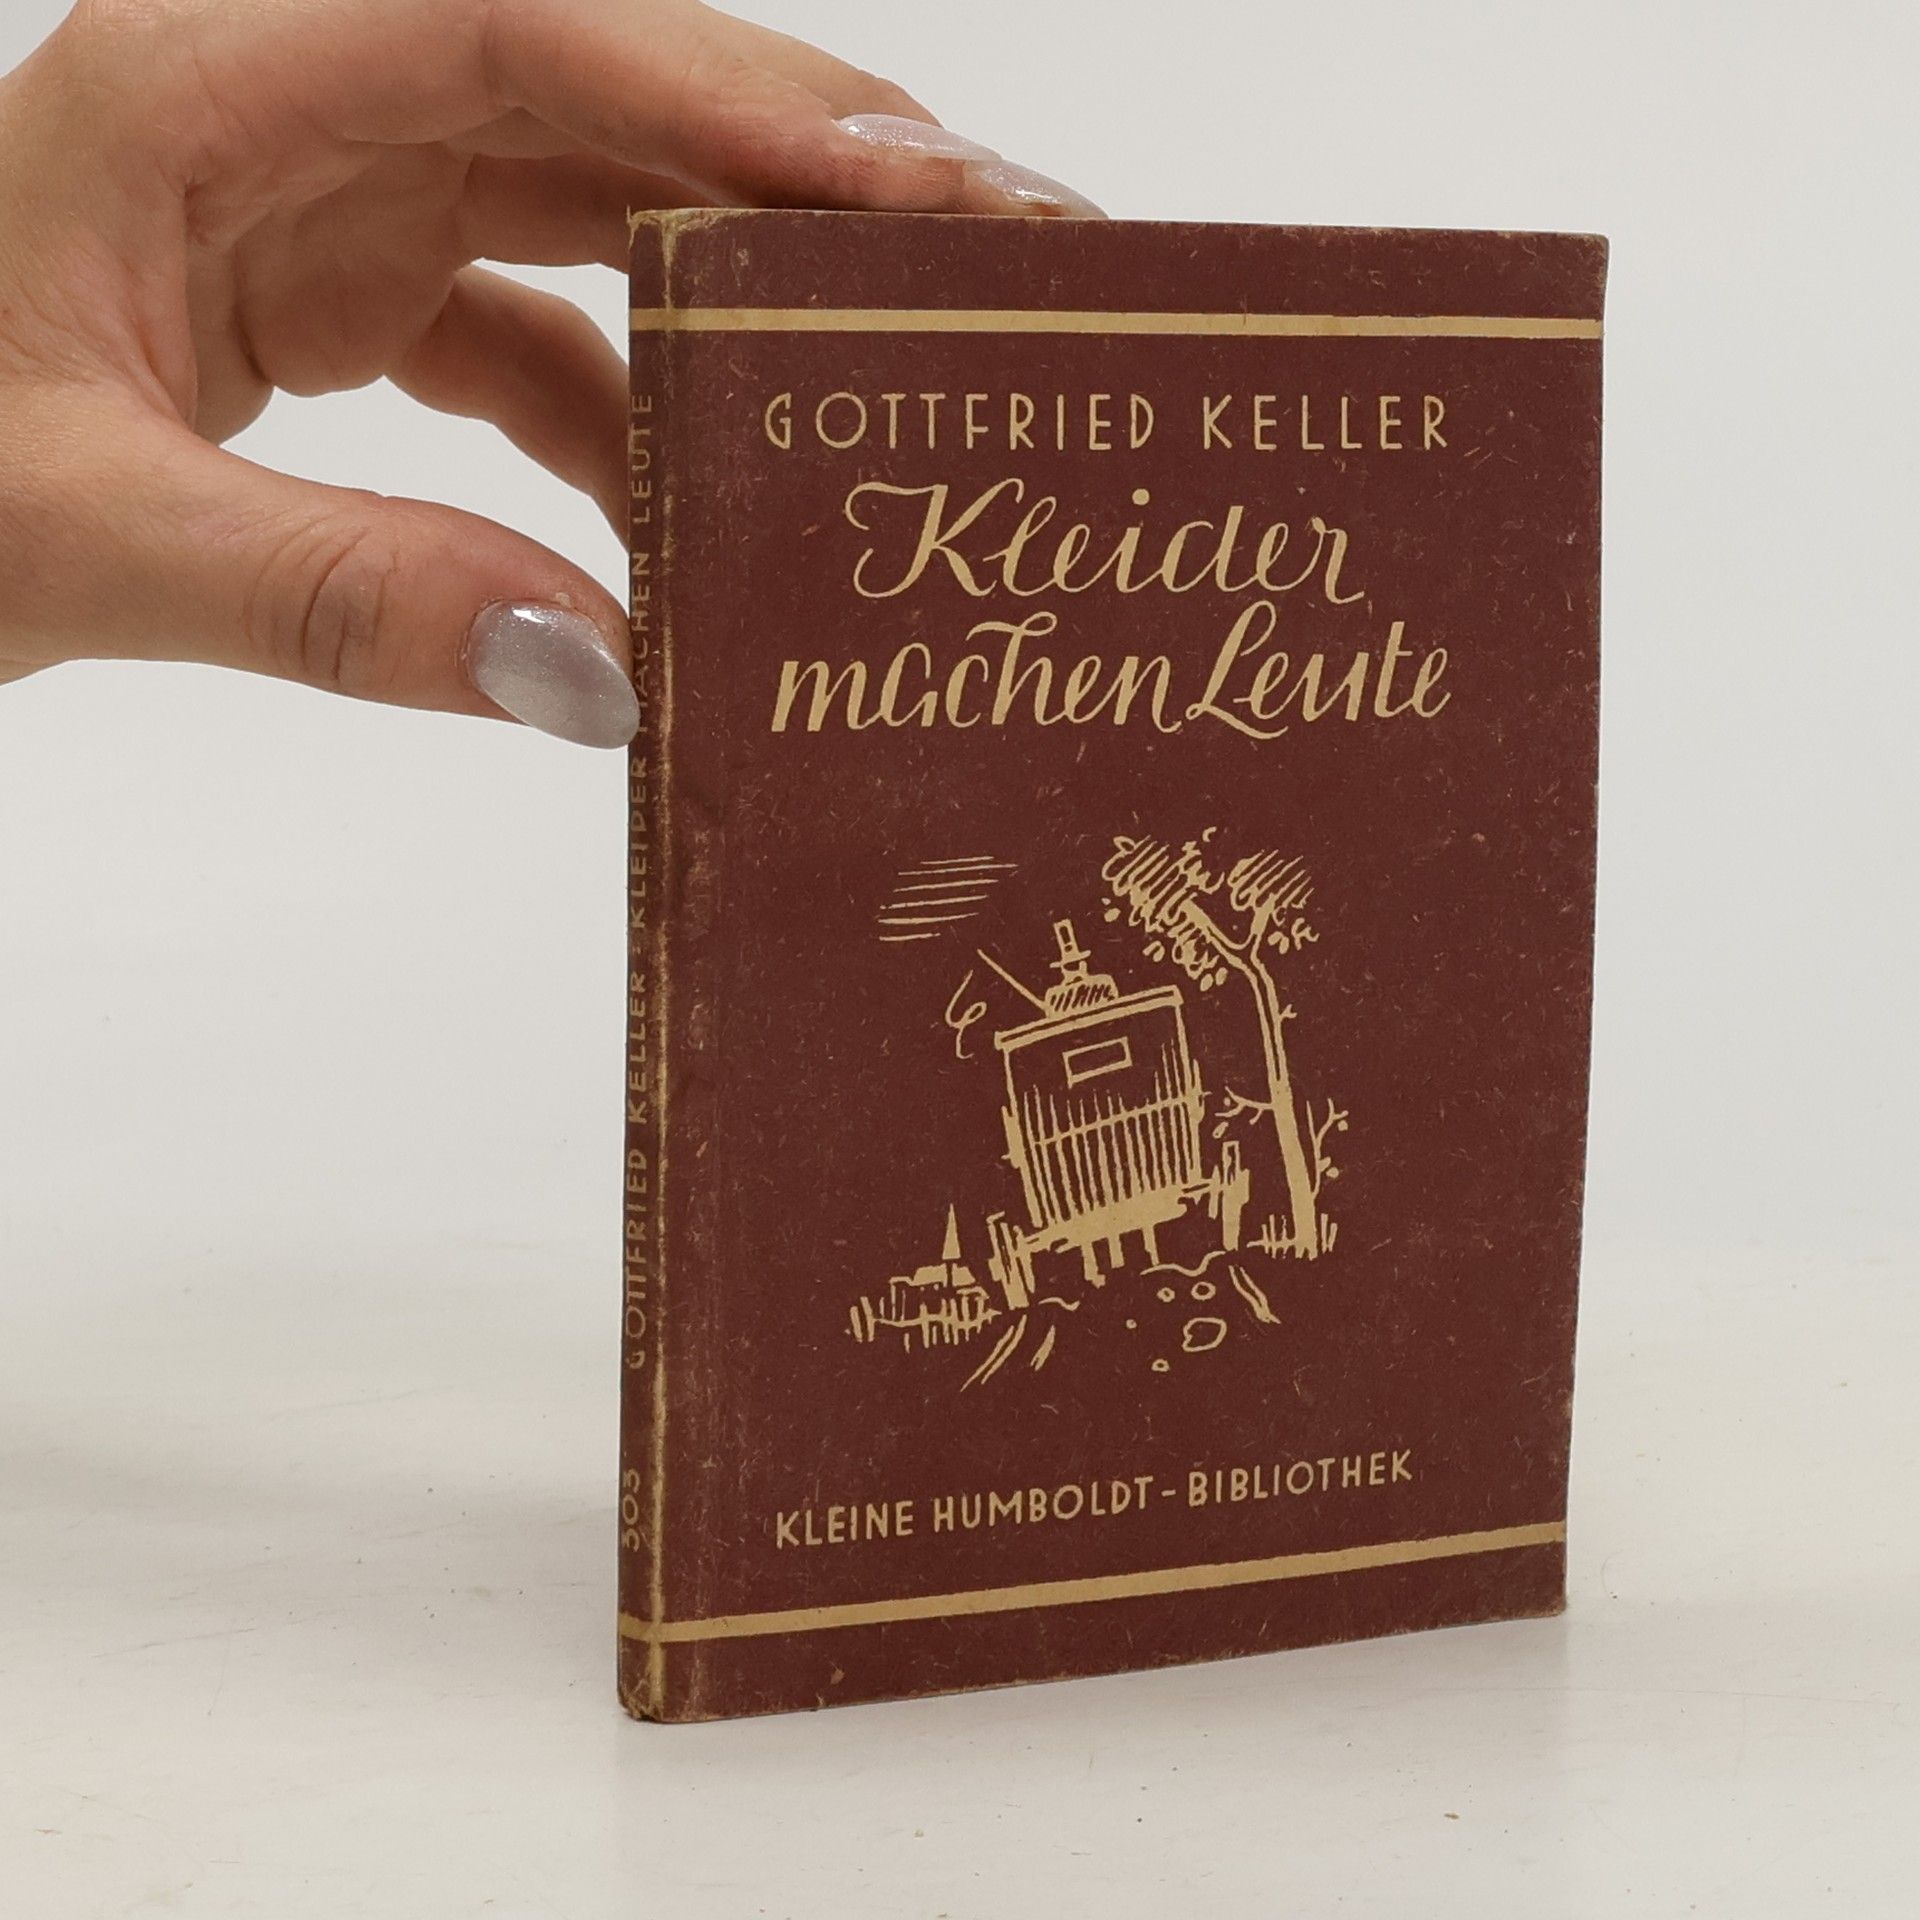 GOTTFRIED KELLER
Kleider
machen Leute
KLEINE HUMBOLDT-BIBLIOTHEK
303 GOTTFRIED KELLER · KLEIDER MACHEN LEUTE